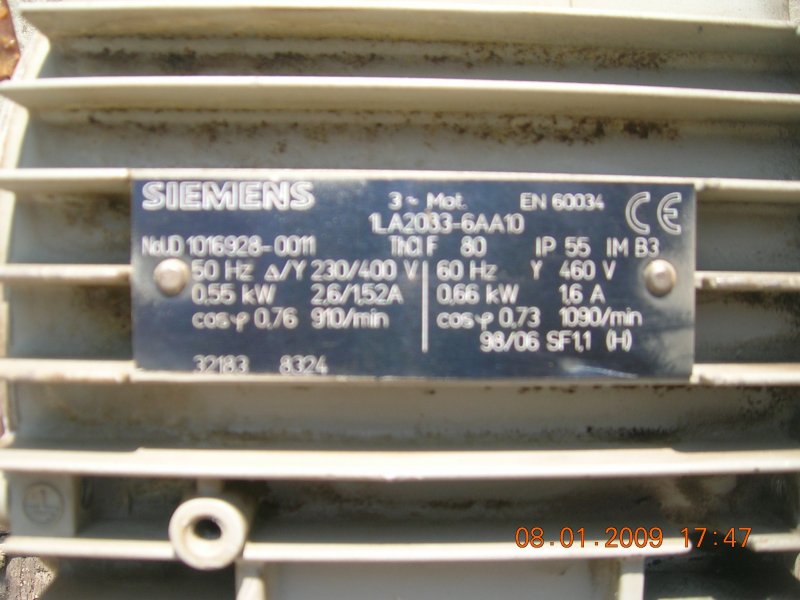 SIEMENS 3 ~ Mot. EN 60034 CE
1LA2083-6AA10
No UD 1016928-0011 Th.Cl F 80 IP 55 IM B3
50 Hz Δ/Y 230/400 V 60 Hz Y 460 V
0,55 kW 2,6/1,52A 0,66 kW 1,6 A
cos φ 0,76 910/min cos φ 0,73 1090/min
98/06 SF1,1 (H)
32183 8324
08.01.2009 17:47